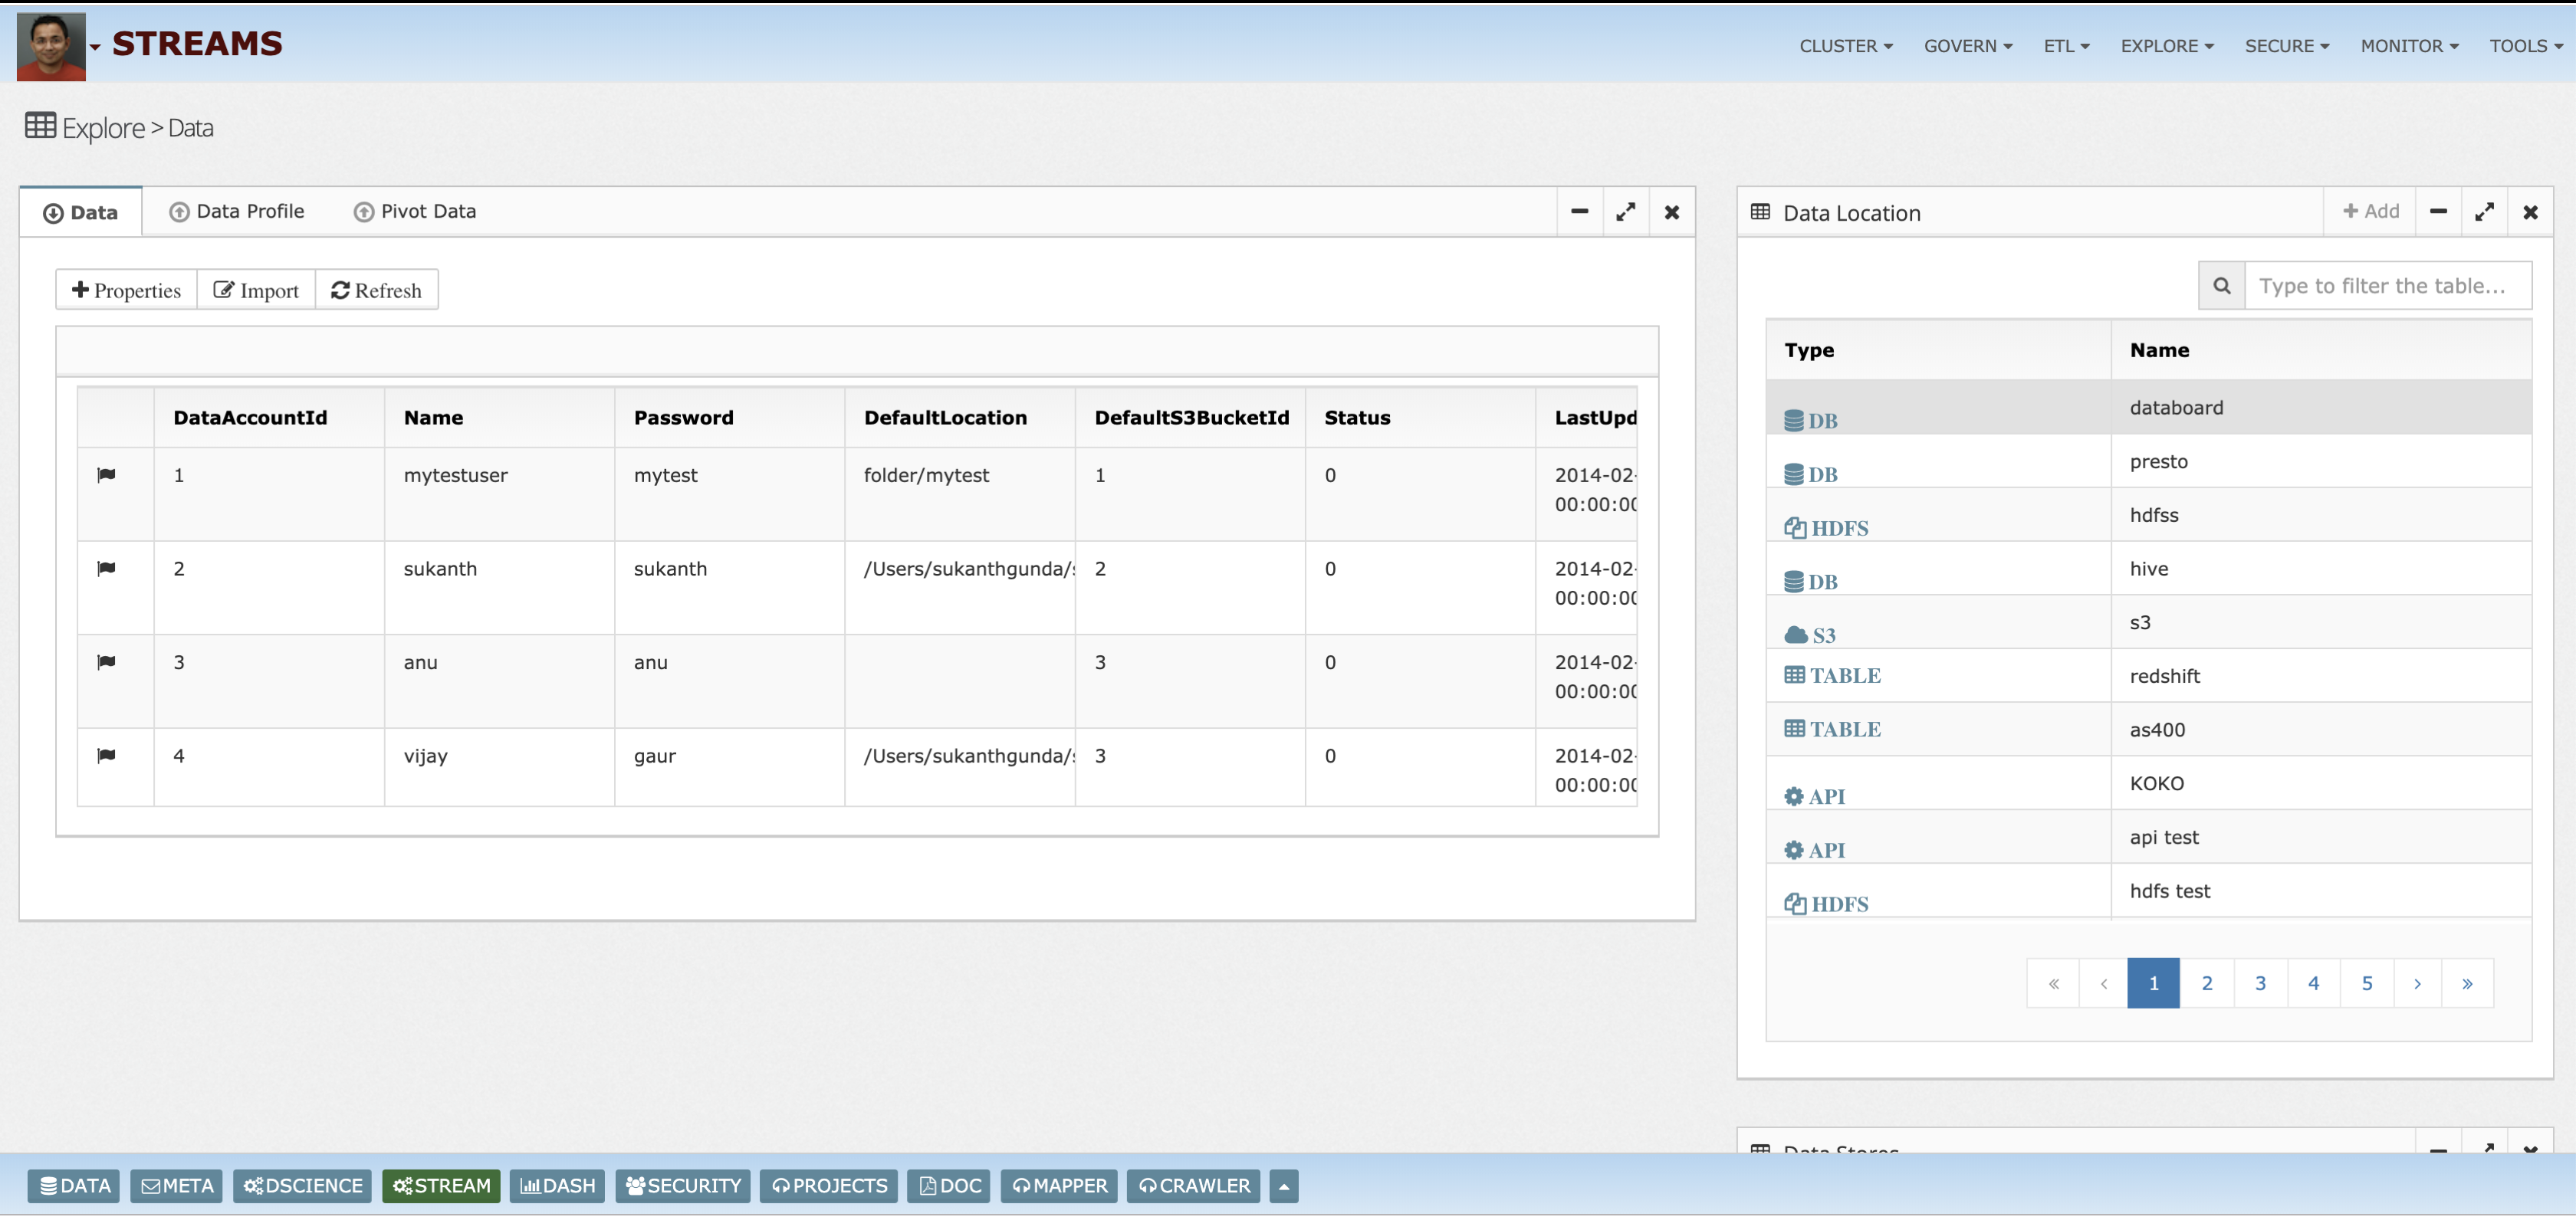 STREAMS
CLUSTER GOVERN ETL EXPLORE SECURE MONITOR TOOLS
Explore > Data
Data Data Profile Pivot Data
Properties Import Refresh
DataAccountId Name Password DefaultLocation DefaultS3BucketId Status LastUpd
1 mytestuser mytest folder/mytest 1 0 2014-02-
00:00:00
2 sukanth sukanth /Users/sukanthgunda/s 2 0 2014-02-
00:00:00
3 anu anu 3 0 2014-02-
00:00:00
4 vijay gaur /Users/sukanthgunda/s 3 0 2014-02-
00:00:00
Data Location Add
Type to filter the table...
Type Name
DB databoard
DB presto
HDFS hdfss
DB hive
S3 s3
TABLE redshift
TABLE as400
API KOKO
API api test
HDFS hdfs test
« ‹ 1 2 3 4 5 › »
Data Stores
DATA META DSCIENCE STREAM DASH SECURITY PROJECTS DOC MAPPER CRAWLER